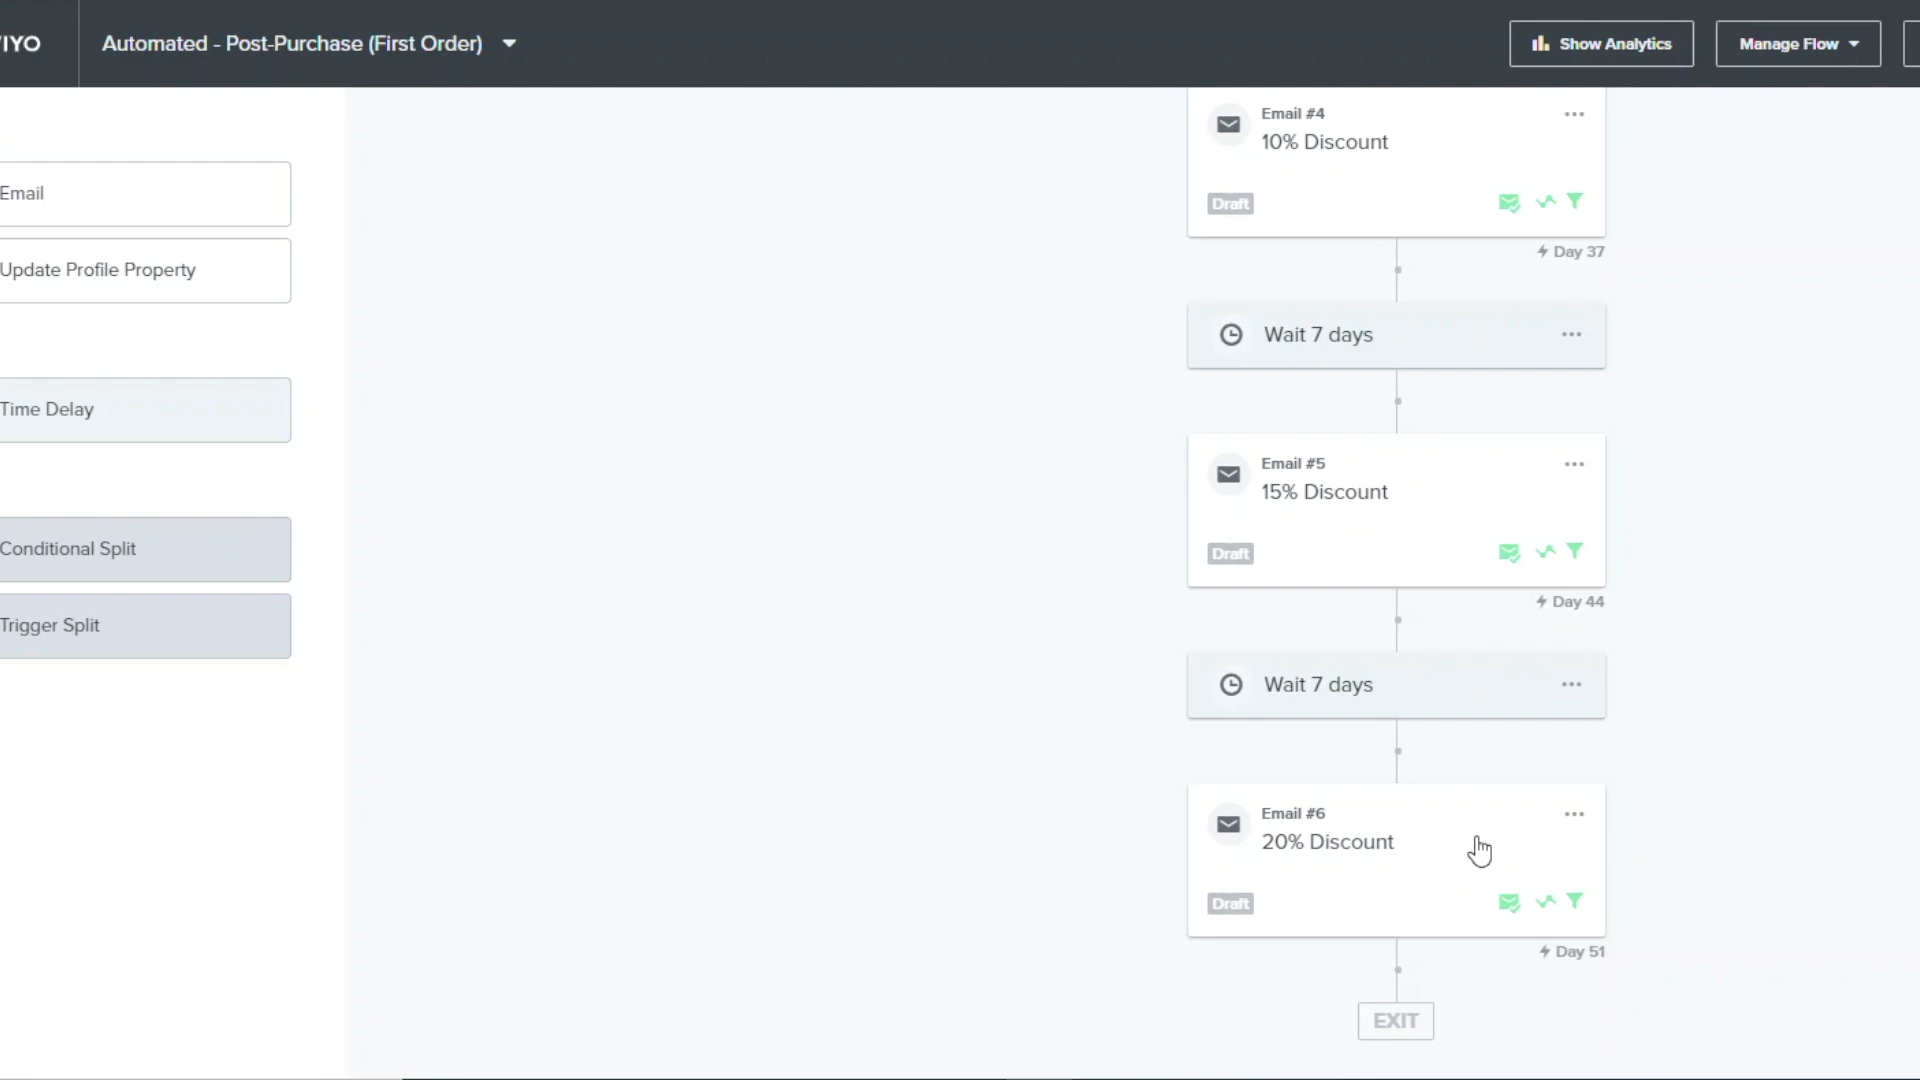 IYO
Automated - Post-Purchase (First Order)
Show Analytics
Manage Flow
Email
Update Profile Property
Time Delay
Conditional Split
Trigger Split
Email #4
10% Discount
Draft
Day 37
Wait 7 days
Email #5
15% Discount
Draft
Day 44
Wait 7 days
Email #6
20% Discount
Draft
Day 51
EXIT